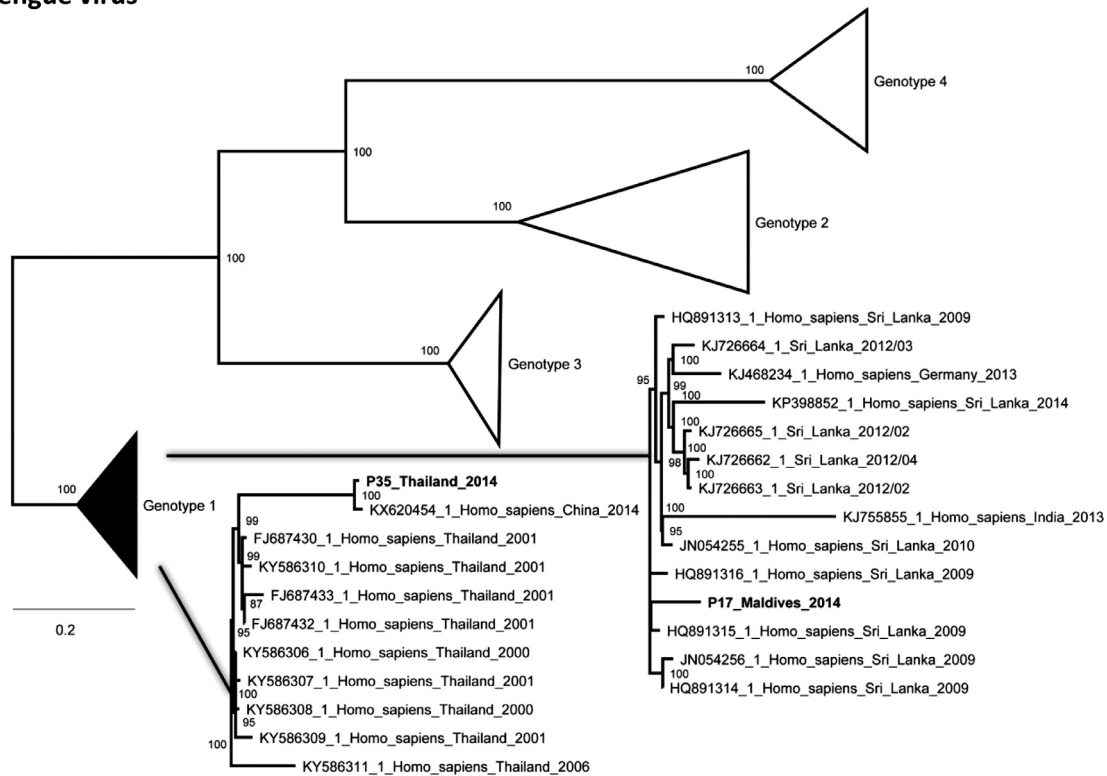 engue virus
100
Genotype 4
100
100
Genotype 2
100
100
Genotype 3
HQ891313_1_Homo_sapiens_Sri_Lanka_2009
KJ726664_1_Sri_Lanka_2012/03
100
KJ468234_1_Homo_sapiens_Germany_2013
95
99
100
KP398852_1_Homo_sapiens_Sri_Lanka_2014
100
KJ726665_1_Sri_Lanka_2012/02
100
KJ726662_1_Sri_Lanka_2012/04
98
100
KJ726663_1_Sri_Lanka_2012/02
100
KJ755855_1_Homo_sapiens_India_2013
95
JN054255_1_Homo_sapiens_Sri_Lanka_2010
HQ891316_1_Homo_sapiens_Sri_Lanka_2009
P17_Maldives_2014
HQ891315_1_Homo_sapiens_Sri_Lanka_2009
JN054256_1_Homo_sapiens_Sri_Lanka_2009
100
HQ891314_1_Homo_sapiens_Sri_Lanka_2009
100
Genotype 1
P35_Thailand_2014
100
KX620454_1_Homo_sapiens_China_2014
99
FJ687430_1_Homo_sapiens_Thailand_2001
99
KY586310_1_Homo_sapiens_Thailand_2001
FJ687433_1_Homo_sapiens_Thailand_2001
87
FJ687432_1_Homo_sapiens_Thailand_2001
95
KY586306_1_Homo_sapiens_Thailand_2000
KY586307_1_Homo_sapiens_Thailand_2001
100
KY586308_1_Homo_sapiens_Thailand_2000
95
KY586309_1_Homo_sapiens_Thailand_2001
100
KY586311_1_Homo_sapiens_Thailand_2006
0.2